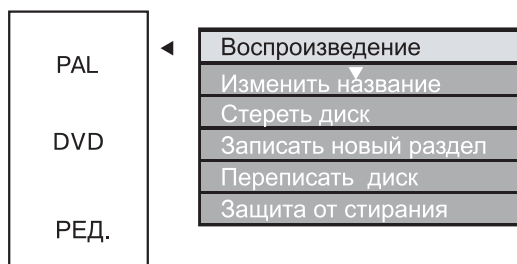 PAL
DVD
РЕД.
Воспроизведение
Изменить название
Стереть диск
Записать новый раздел
Переписать диск
Защита от стирания